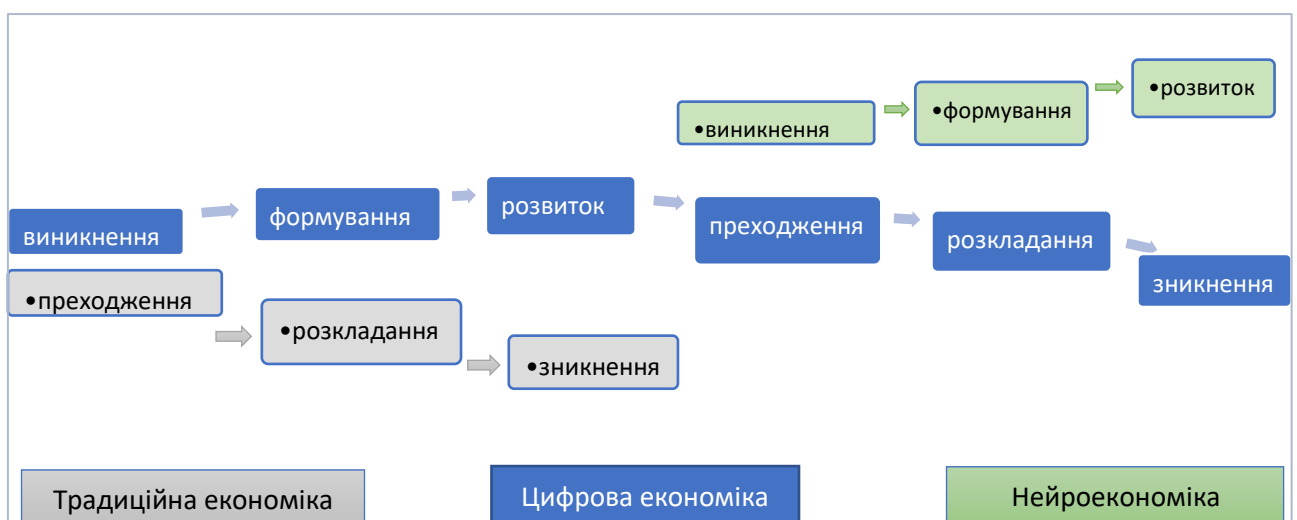 •виникнення
•формування
•розвиток
виникнення
формування
розвиток
преходження
розкладання
зникнення
•преходження
•розкладання
•зникнення
Традиційна економіка
Цифрова економіка
Нейроекономіка